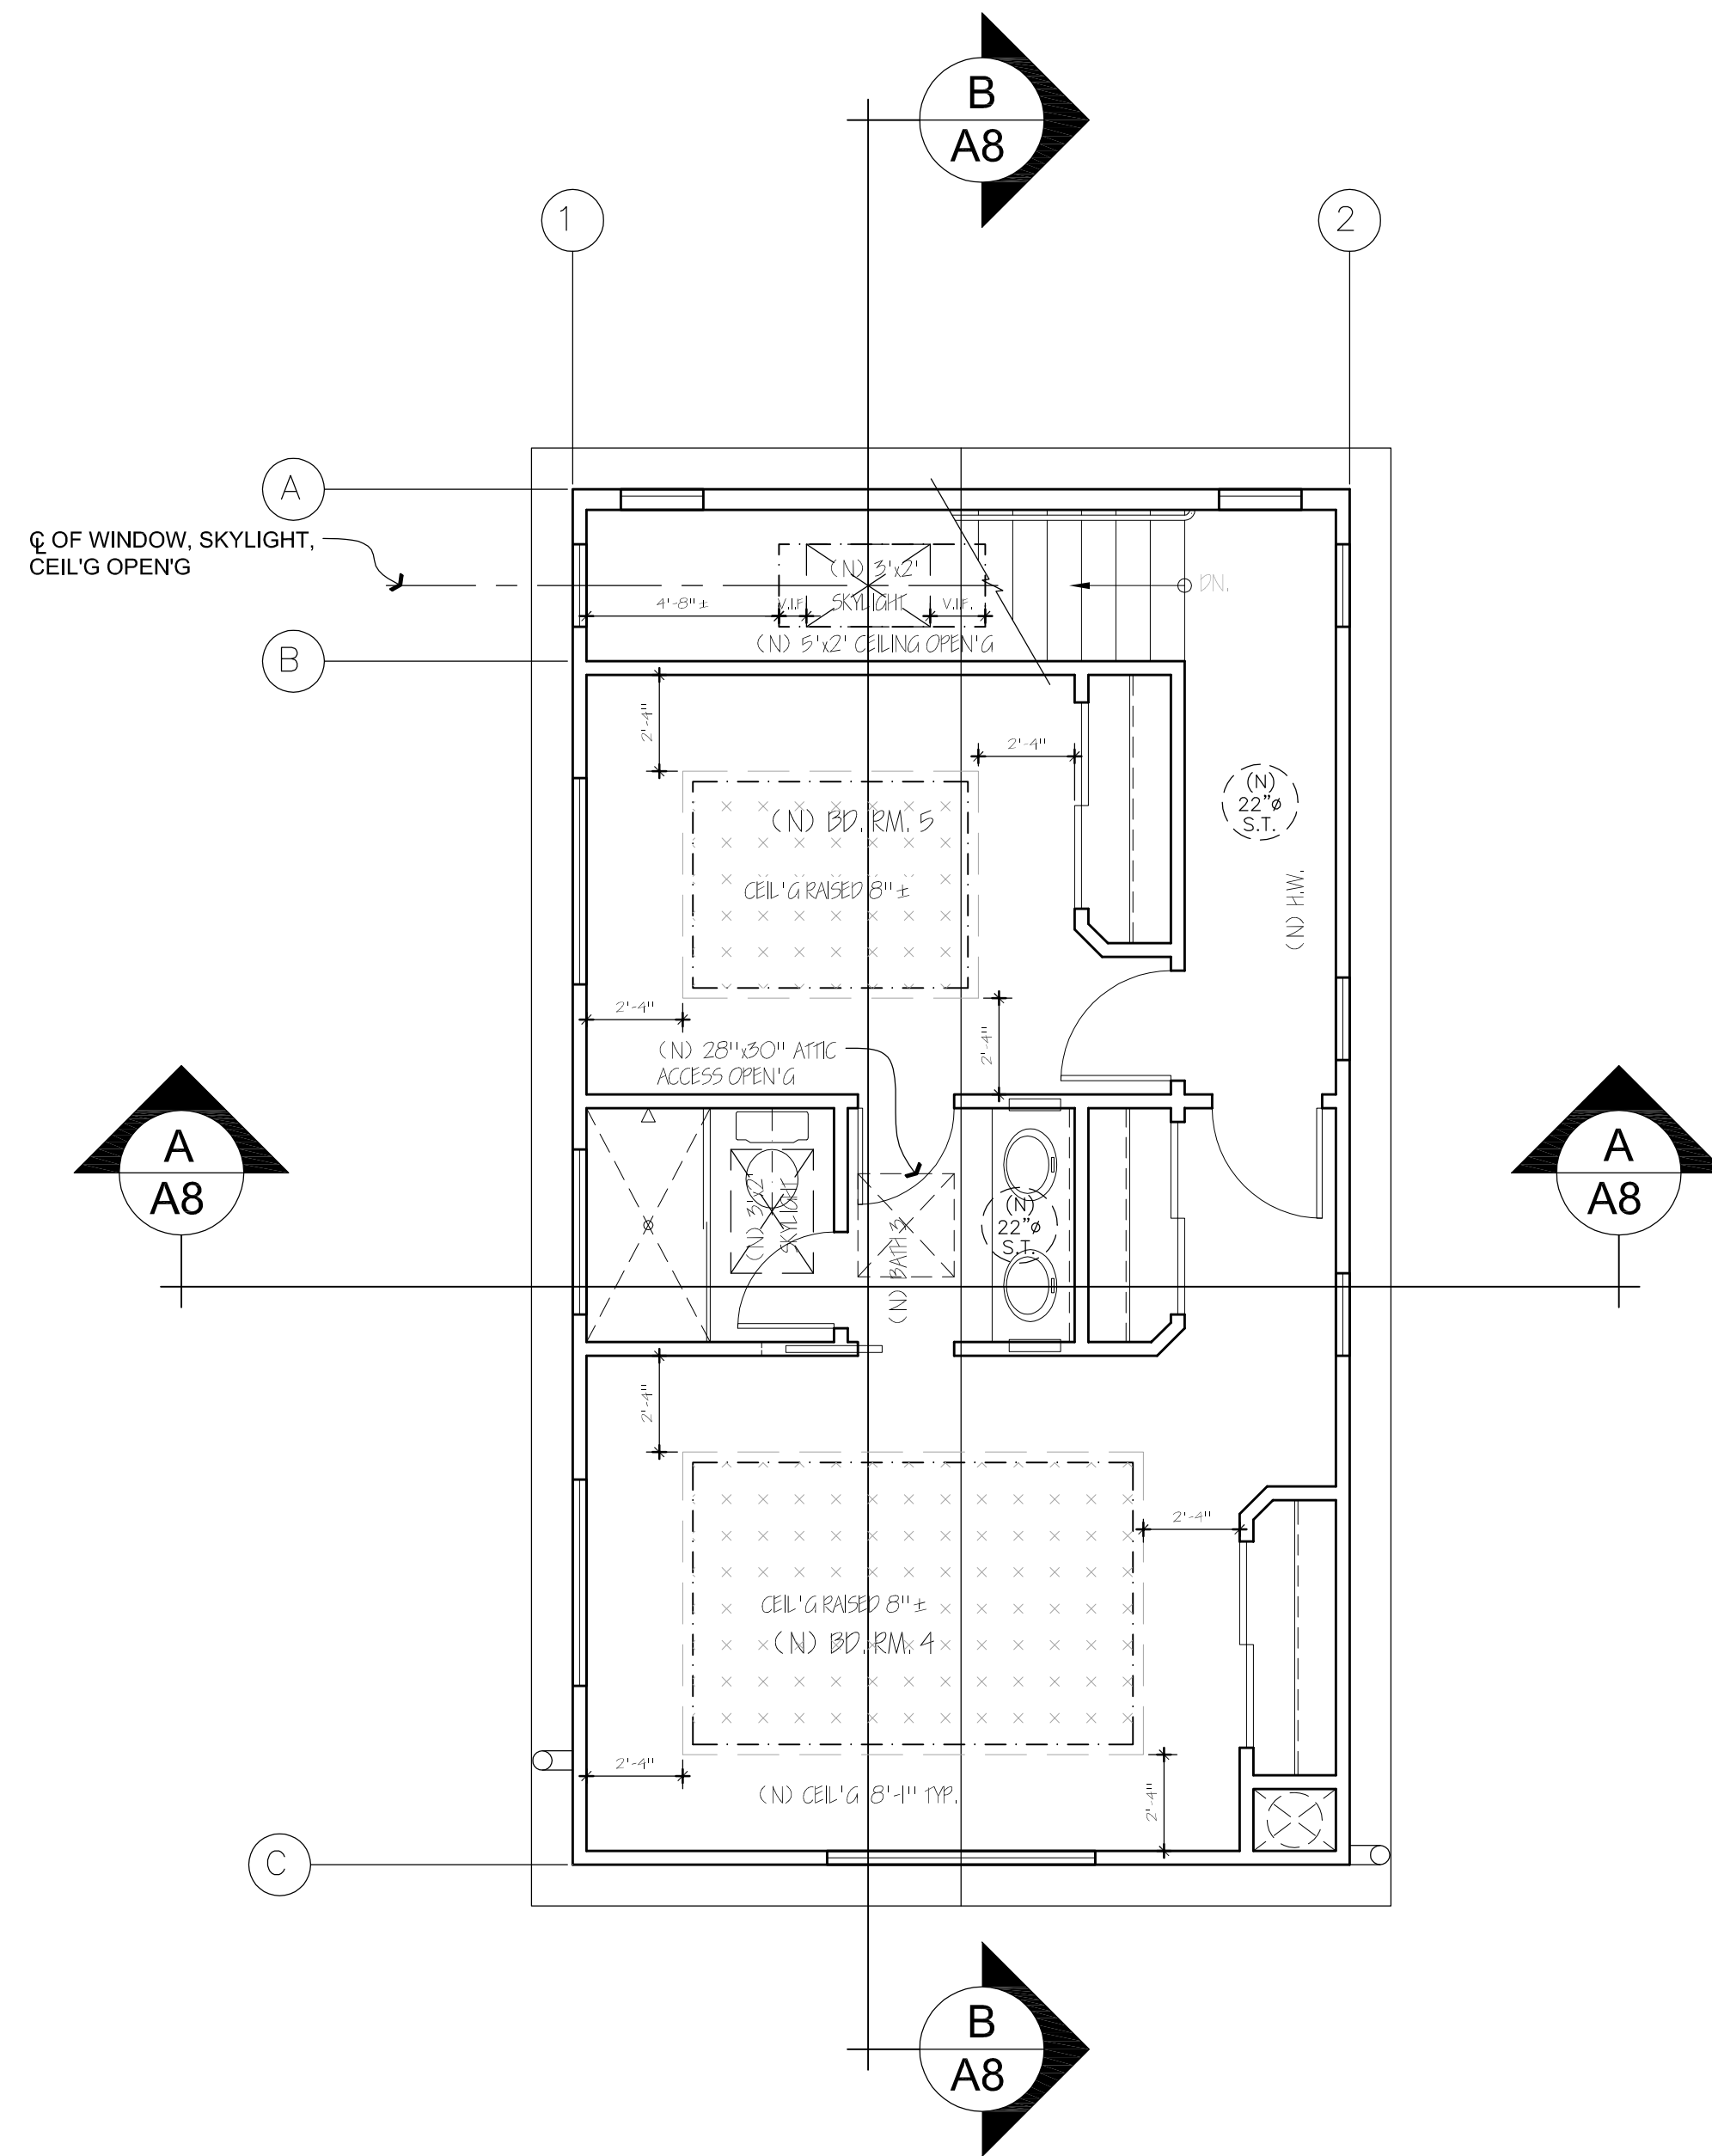 B
A8
1
2
A
℄ OF WINDOW, SKYLIGHT,
CEIL'G OPEN'G
(N) 3'x2'
SKYLIGHT
DN.
4'-8"±
V.I.F.
V.I.F.
(N) 5'x2' CEILING OPEN'G
B
2'-4"
2'-4"
(N)
22"ø
S.T.
(N) BD. RM. 5
CEIL'G RAISED 8"±
(N) H.W.
2'-4"
2'-4"
(N) 28"x30" ATTIC
ACCESS OPEN'G
A
A8
A
A8
(N) 3'x2'
SKYLIGHT
(N) BATH 3
(N)
22"ø
S.T.
2'-4"
2'-4"
CEIL'G RAISED 8"±
(N) BD. RM. 4
2'-4"
(N) CEIL'G 8'-1" TYP.
2'-4"
C
B
A8